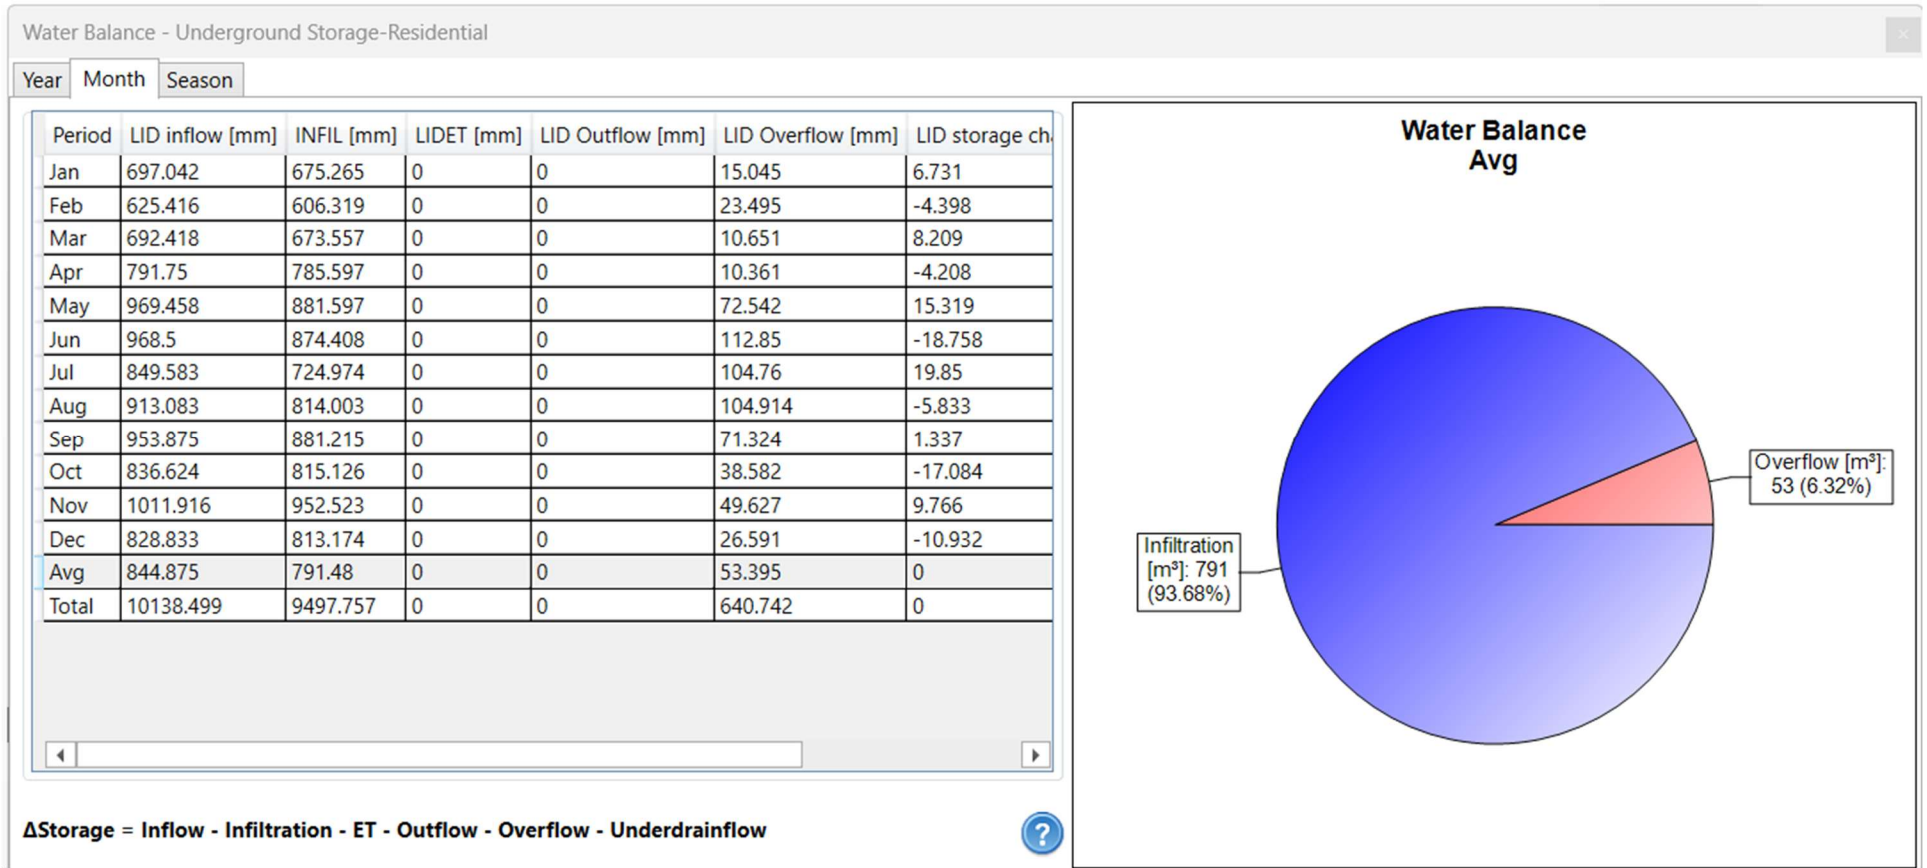 Water Balance - Underground Storage-Residential
Year Month Season
Period LID inflow [mm] INFIL [mm] LIDET [mm] LID Outflow [mm] LID Overflow [mm] LID storage cha
Jan 697.042 675.265 0 0 15.045 6.731
Feb 625.416 606.319 0 0 23.495 -4.398
Mar 692.418 673.557 0 0 10.651 8.209
Apr 791.75 785.597 0 0 10.361 -4.208
May 969.458 881.597 0 0 72.542 15.319
Jun 968.5 874.408 0 0 112.85 -18.758
Jul 849.583 724.974 0 0 104.76 19.85
Aug 913.083 814.003 0 0 104.914 -5.833
Sep 953.875 881.215 0 0 71.324 1.337
Oct 836.624 815.126 0 0 38.582 -17.084
Nov 1011.916 952.523 0 0 49.627 9.766
Dec 828.833 813.174 0 0 26.591 -10.932
Avg 844.875 791.48 0 0 53.395 0
Total 10138.499 9497.757 0 0 640.742 0
ΔStorage = Inflow - Infiltration - ET - Outflow - Overflow - Underdrainflow
?
Water Balance
Avg
Overflow [m³]:
53 (6.32%)
Infiltration
[m³]: 791
(93.68%)